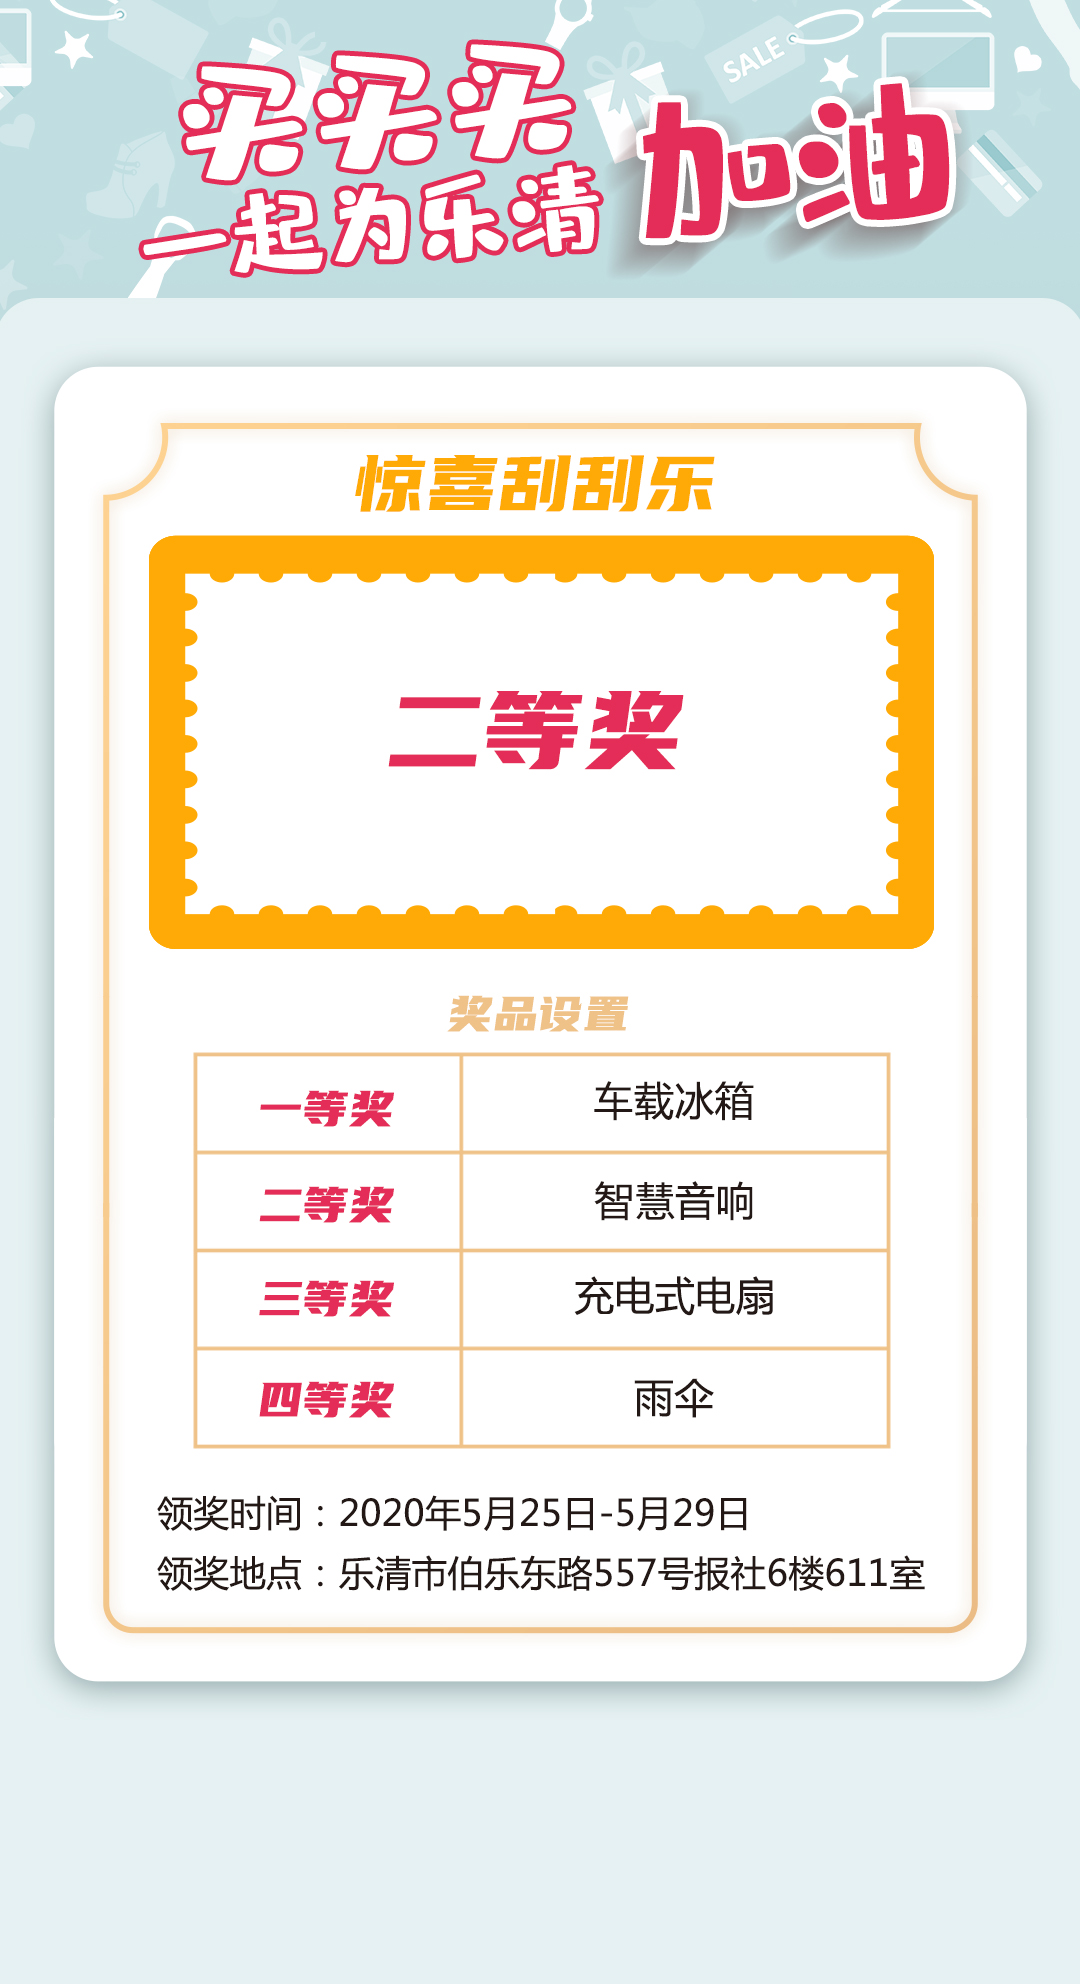 SALE
买买买
一起为乐清
加油
惊喜刮刮乐
二等奖
奖品设置
一等奖 车载冰箱
二等奖 智慧音响
三等奖 充电式电扇
四等奖 雨伞
领奖时间：2020年5月25日-5月29日
领奖地点：乐清市伯乐东路557号报社6楼611室